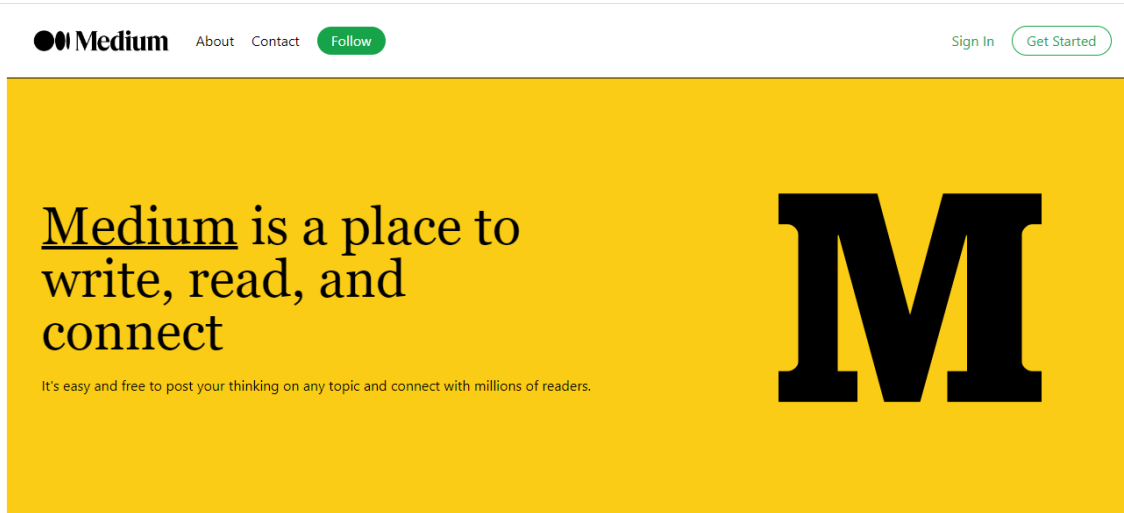 Medium About Contact Follow Sign In Get Started
Medium is a place to
write, read, and
connect
It's easy and free to post your thinking on any topic and connect with millions of readers.
M